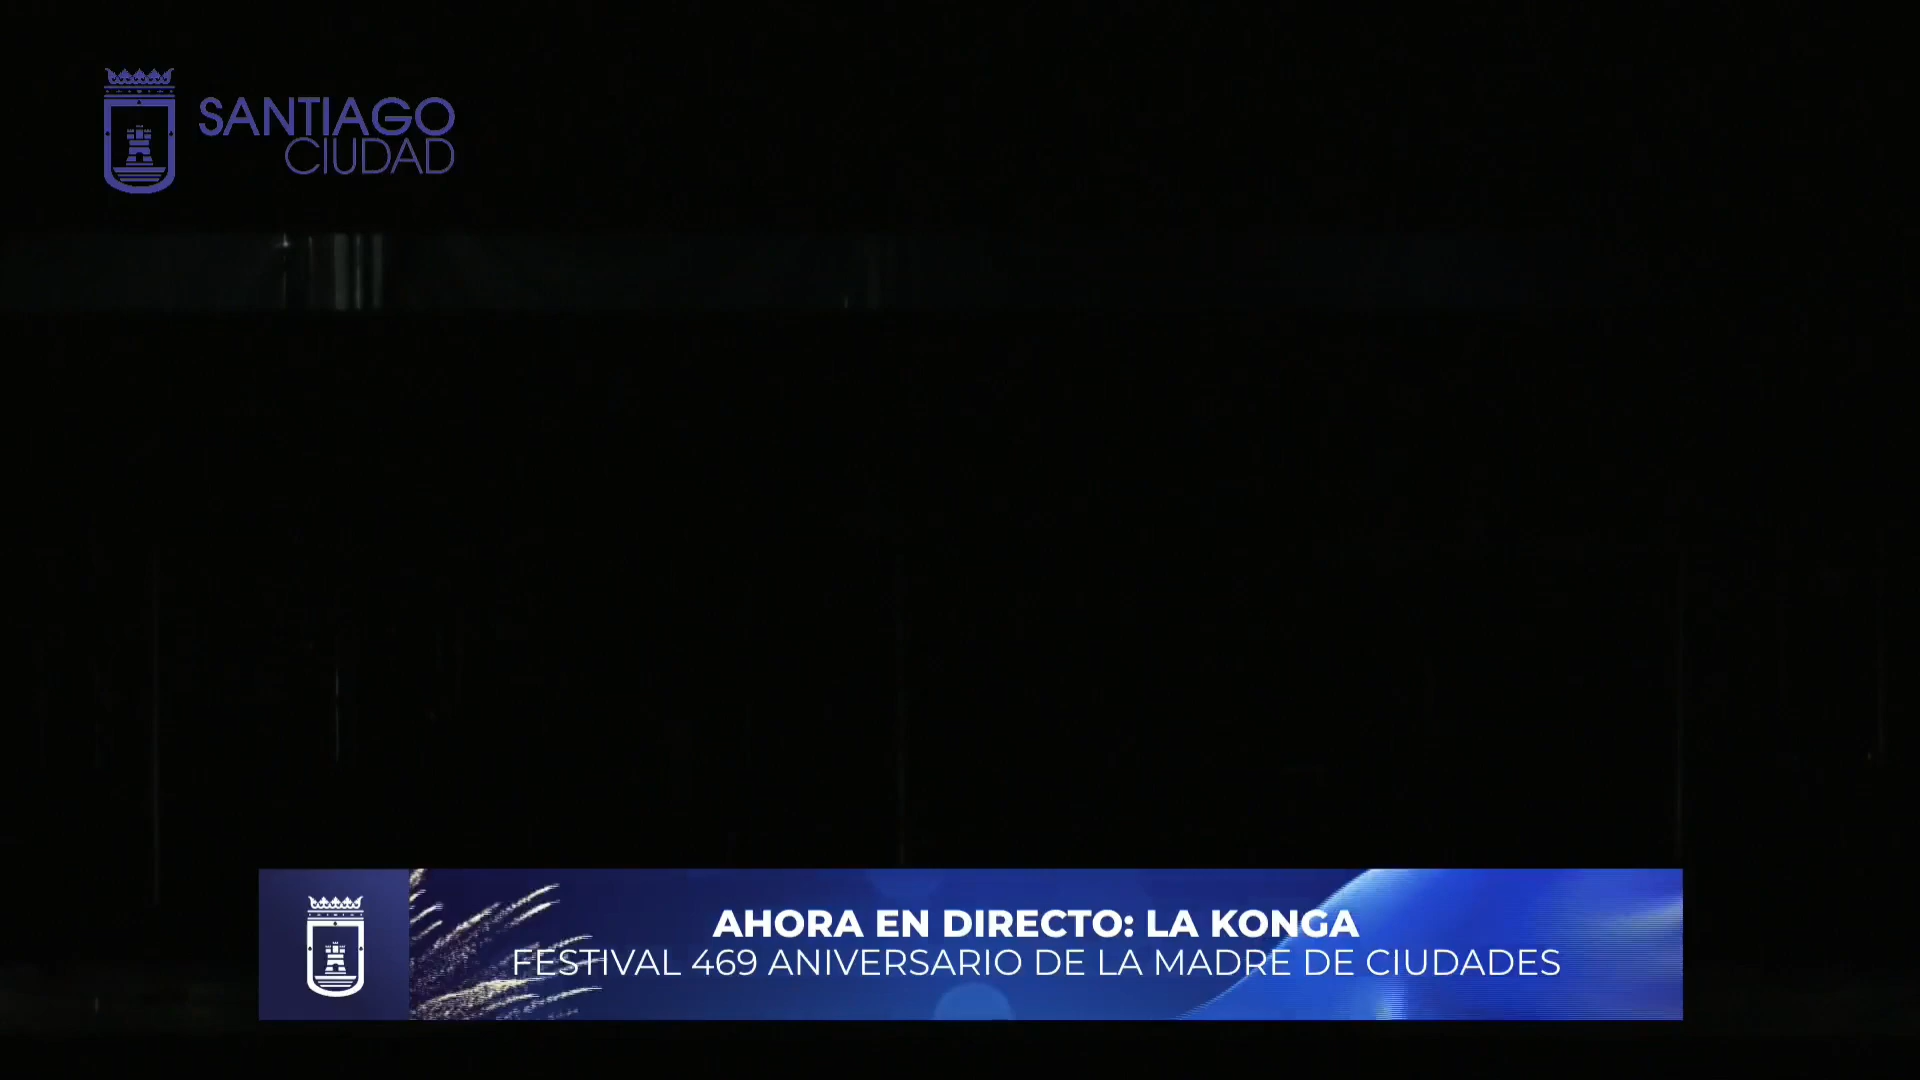 SANTIAGO
CIUDAD
AHORA EN DIRECTO: LA KONGA
FESTIVAL 469 ANIVERSARIO DE LA MADRE DE CIUDADES